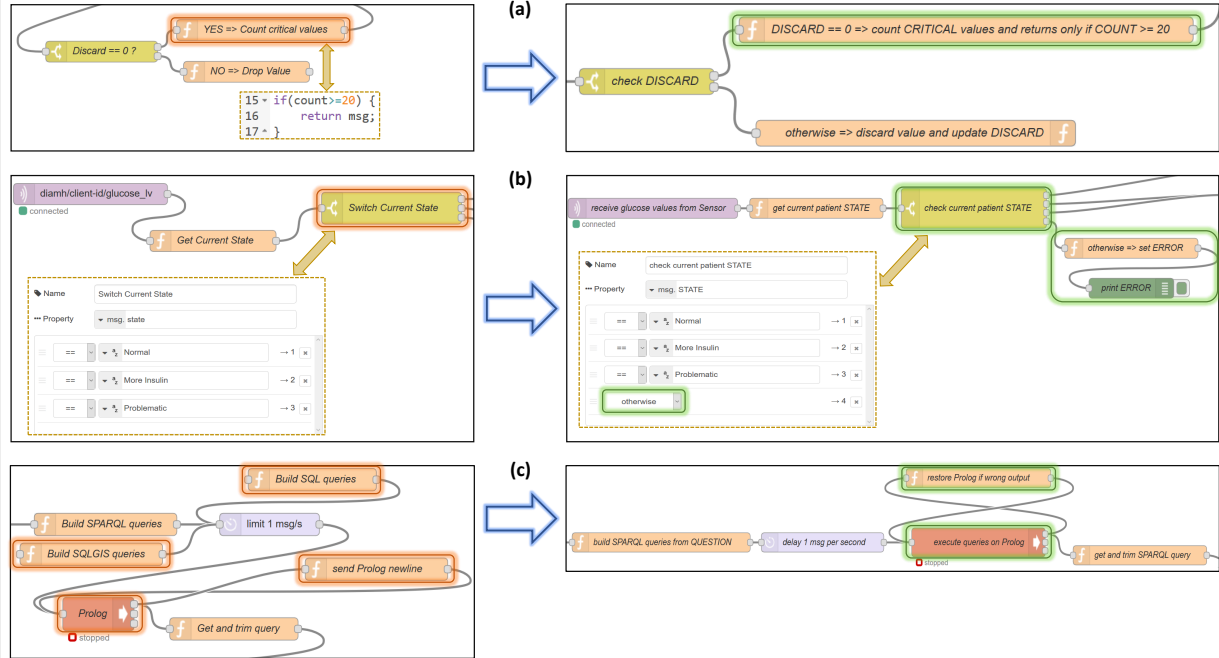 (a)
YES => Count critical values
Discard == 0 ?
NO => Drop Value
15 if(count>=20) {
16 return msg;
17 }
DISCARD == 0 => count CRITICAL values and returns only if COUNT >= 20
check DISCARD
otherwise => discard value and update DISCARD
(b)
diamh/client-id/glucose_lv
connected
Switch Current State
Get Current State
Name Switch Current State
Property msg. state
== Normal → 1
== More Insulin → 2
== Problematic → 3
receive glucose values from Sensor
connected
get current patient STATE
check current patient STATE
otherwise => set ERROR
print ERROR
Name check current patient STATE
Property msg. STATE
== Normal → 1
== More Insulin → 2
== Problematic → 3
otherwise → 4
(c)
Build SQL queries
Build SPARQL queries
limit 1 msg/s
Build SQLGIS queries
send Prolog newline
Prolog
stopped
Get and trim query
restore Prolog if wrong output
build SPARQL queries from QUESTION
delay 1 msg per second
execute queries on Prolog
stopped
get and trim SPARQL query